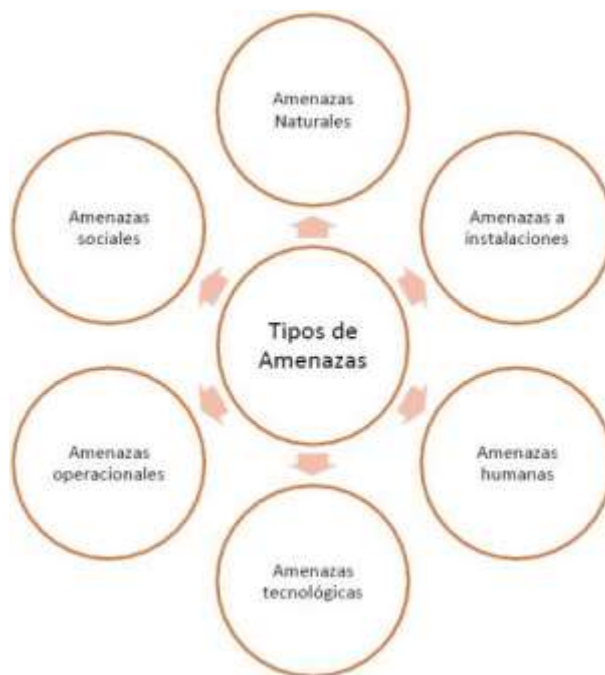 Amenazas
Naturales
Amenazas
sociales
Amenazas a
instalaciones
Tipos de
Amenazas
Amenazas
operacionales
Amenazas
humanas
Amenazas
tecnológicas